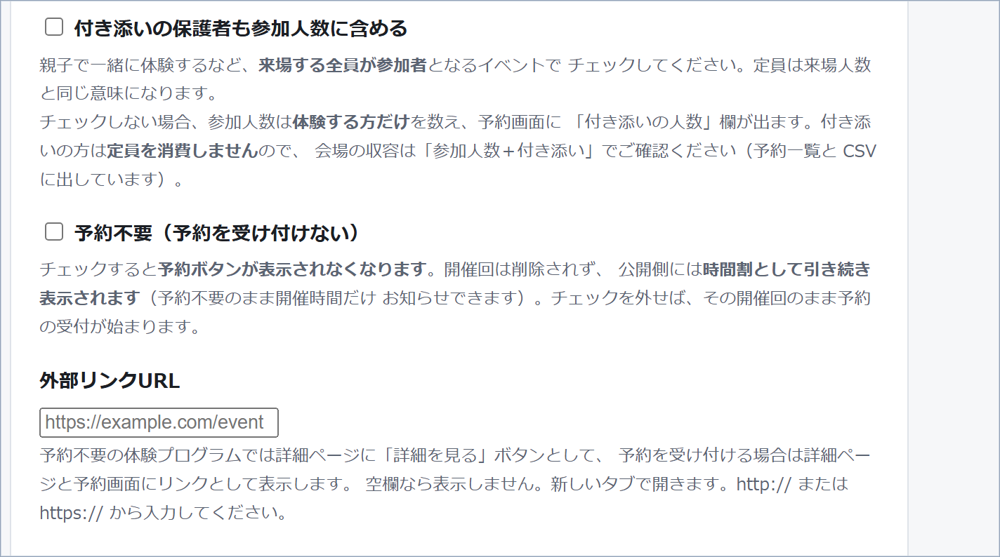 付き添いの保護者も参加人数に含める
親子で一緒に体験するなど、来場する全員が参加者となるイベントで チェックしてください。定員は来場人数
と同じ意味になります。
チェックしない場合、参加人数は体験する方だけを数え、予約画面に 「付き添いの人数」欄が出ます。付き添
いの方は定員を消費しませんので、 会場の収容は「参加人数＋付き添い」でご確認ください（予約一覧と CSV
に出しています）。
予約不要（予約を受け付けない）
チェックすると予約ボタンが表示されなくなります。開催回は削除されず、 公開側には時間割として引き続き
表示されます（予約不要のまま開催時間だけ お知らせできます）。チェックを外せば、その開催回のまま予約
の受付が始まります。
外部リンクURL
https://example.com/event
予約不要の体験プログラムでは詳細ページに「詳細を見る」ボタンとして、 予約を受け付ける場合は詳細ペー
ジと予約画面にリンクとして表示します。 空欄なら表示しません。新しいタブで開きます。http:// または
https:// から入力してください。